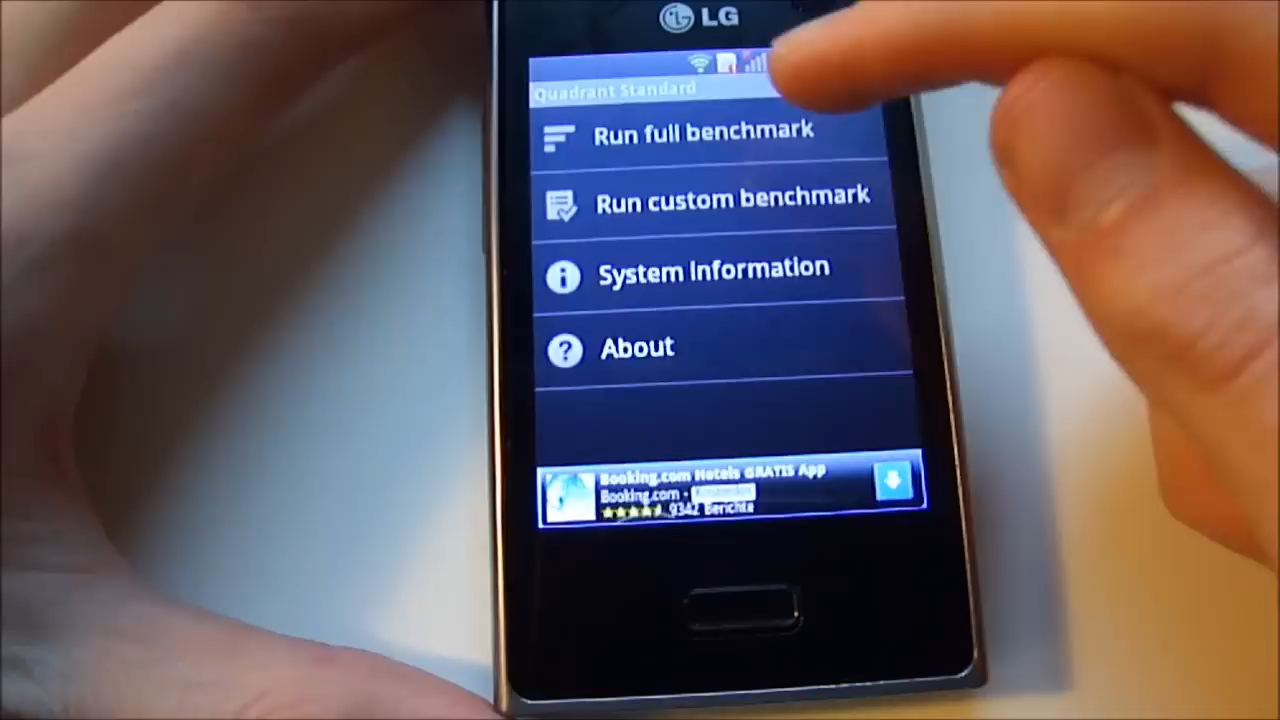 LG
Quadrant Standard
Run full benchmark
Run custom benchmark
System information
About
Booking.com Hotels GRATIS App
Booking.com - Kostenlos
9342 Berichte